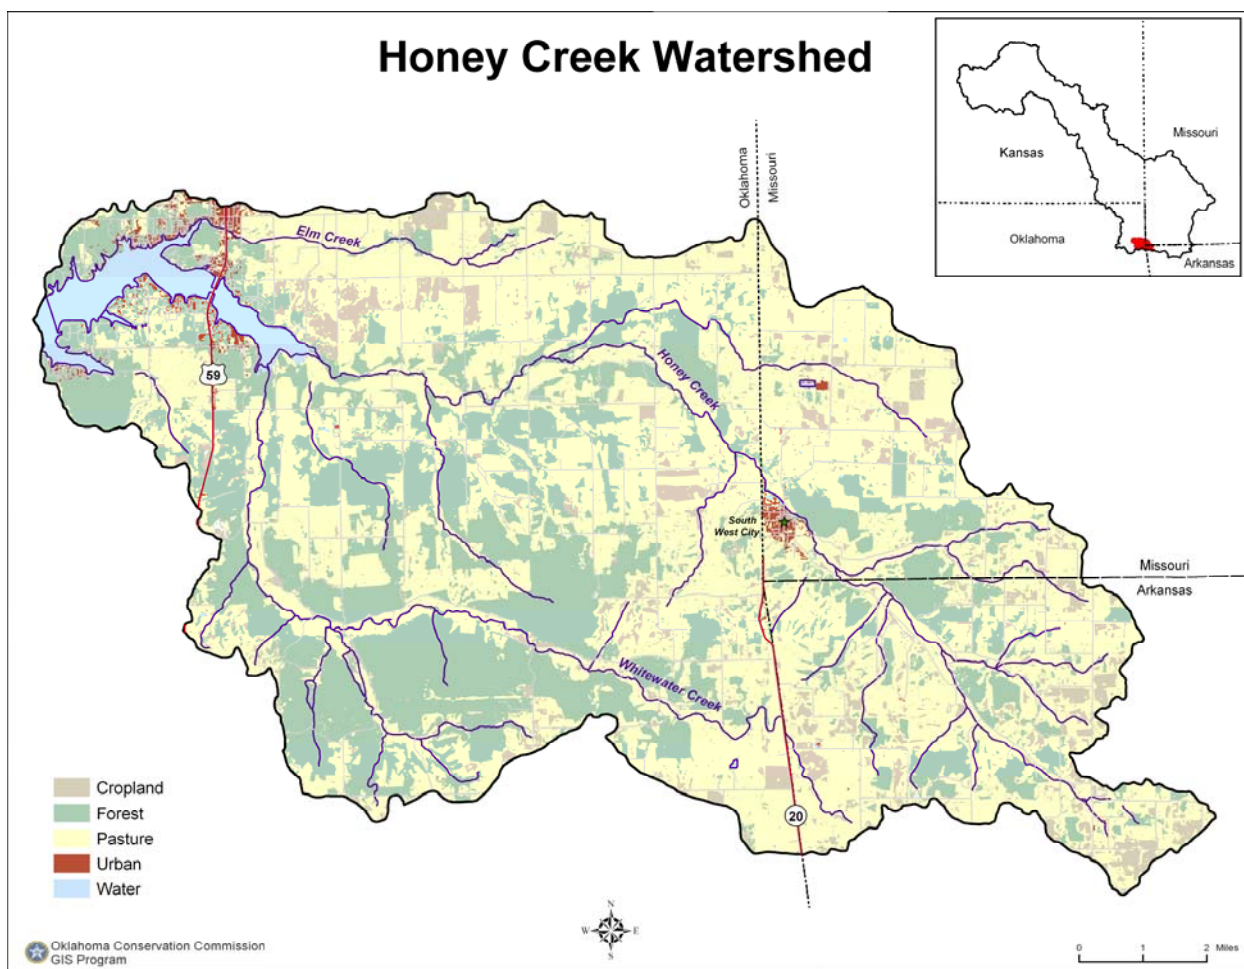 Honey Creek Watershed
Missouri
Kansas
Oklahoma
Arkansas
Oklahoma
Missouri
Elm Creek
59
Honey Creek
South
West City
Missouri
Arkansas
Whitewater Creek
20
Cropland
Forest
Pasture
Urban
Water
N
W
E
S
Oklahoma Conservation Commission
GIS Program
0 1 2 Miles